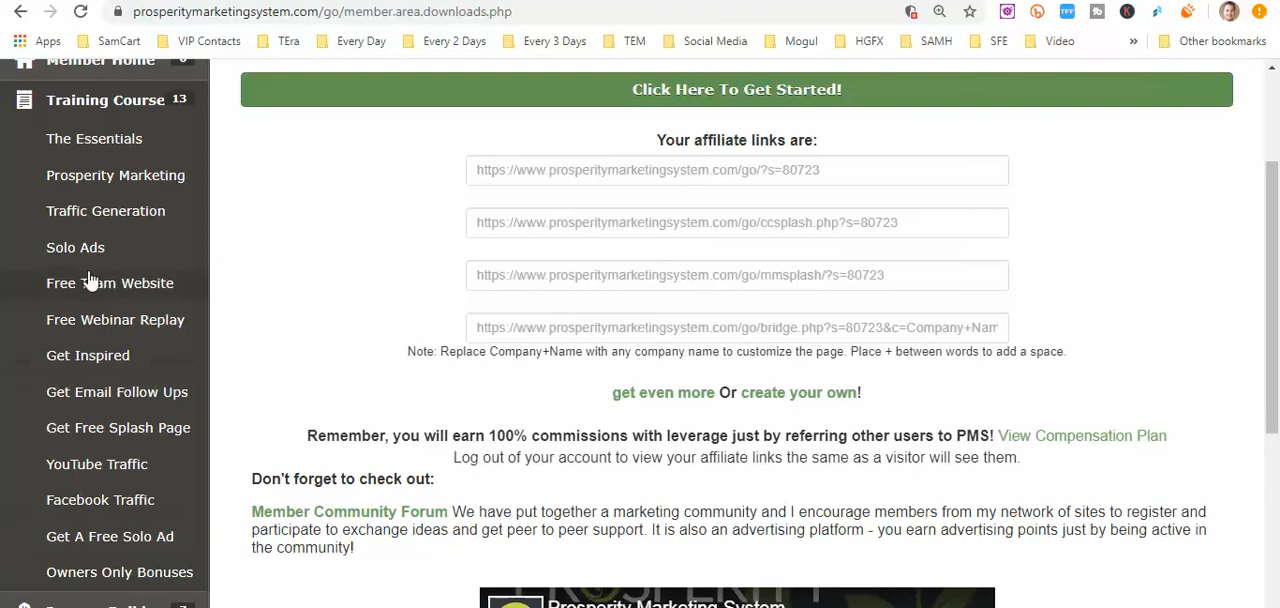 prosperitymarketingsystem.com/go/member.area.downloads.php
Apps SamCart VIP Contacts TEra Every Day Every 2 Days Every 3 Days TEM Social Media Mogul HGFX SAMH SFE Video » Other bookmarks
Member Home
Training Course 13
The Essentials
Prosperity Marketing
Traffic Generation
Solo Ads
Free Team Website
Free Webinar Replay
Get Inspired
Get Email Follow Ups
Get Free Splash Page
YouTube Traffic
Facebook Traffic
Get A Free Solo Ad
Owners Only Bonuses
Click Here To Get Started!
Your affiliate links are:
https://www.prosperitymarketingsystem.com/go/?s=80723
https://www.prosperitymarketingsystem.com/go/ccsplash.php?s=80723
https://www.prosperitymarketingsystem.com/go/mmsplash/?s=80723
https://www.prosperitymarketingsystem.com/go/bridge.php?s=80723&c=Company+Nam
Note: Replace Company+Name with any company name to customize the page. Place + between words to add a space.
get even more Or create your own!
Remember, you will earn 100% commissions with leverage just by referring other users to PMS! View Compensation Plan
Log out of your account to view your affiliate links the same as a visitor will see them.
Don't forget to check out:
Member Community Forum We have put together a marketing community and I encourage members from my network of sites to register and
participate to exchange ideas and get peer to peer support. It is also an advertising platform - you earn advertising points just by being active in
the community!
Prosperity Marketing System